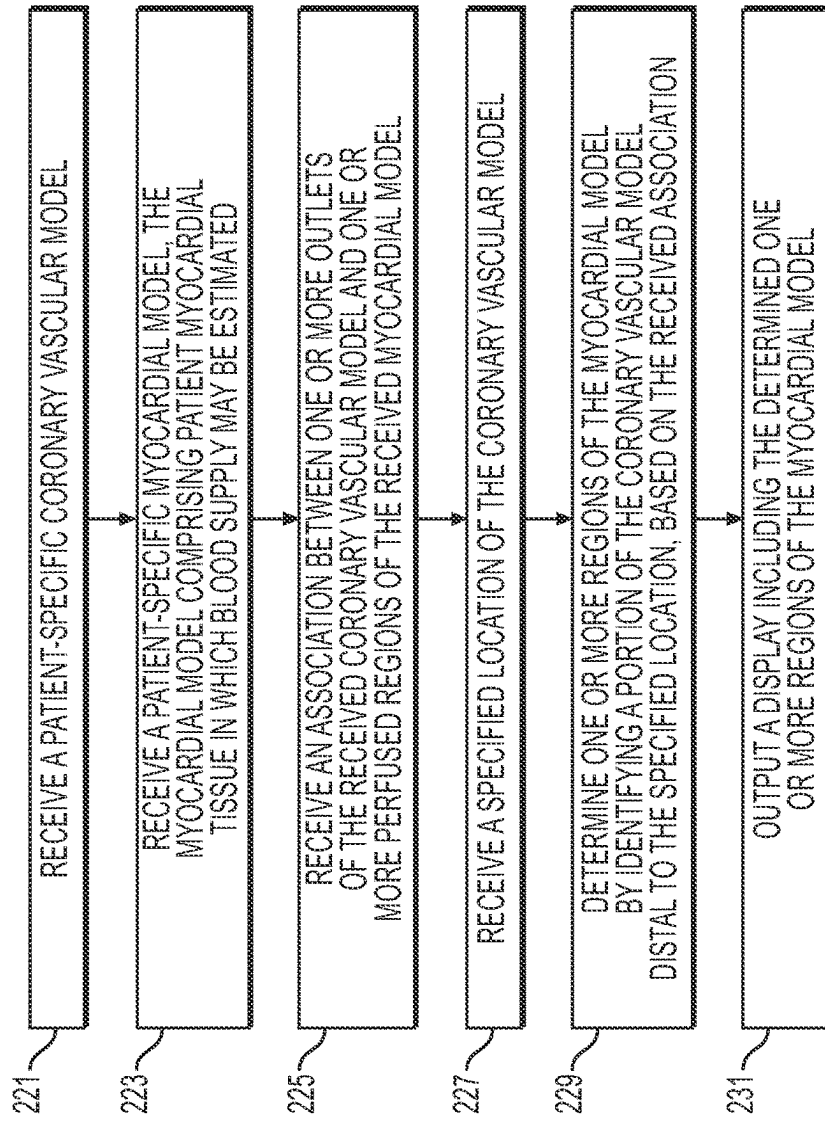 221
RECEIVE A PATIENT-SPECIFIC CORONARY VASCULAR MODEL
223
RECEIVE A PATIENT-SPECIFIC MYOCARDIAL MODEL, THE
MYOCARDIAL MODEL COMPRISING PATIENT MYOCARDIAL
TISSUE IN WHICH BLOOD SUPPLY MAY BE ESTIMATED
225
RECEIVE AN ASSOCIATION BETWEEN ONE OR MORE OUTLETS
OF THE RECEIVED CORONARY VASCULAR MODEL AND ONE OR
MORE PERFUSED REGIONS OF THE RECEIVED MYOCARDIAL MODEL
227
RECEIVE A SPECIFIED LOCATION OF THE CORONARY VASCULAR MODEL
229
DETERMINE ONE OR MORE REGIONS OF THE MYOCARDIAL MODEL
BY IDENTIFYING A PORTION OF THE CORONARY VASCULAR MODEL
DISTAL TO THE SPECIFIED LOCATION, BASED ON THE RECEIVED ASSOCIATION
231
OUTPUT A DISPLAY INCLUDING THE DETERMINED ONE
OR MORE REGIONS OF THE MYOCARDIAL MODEL